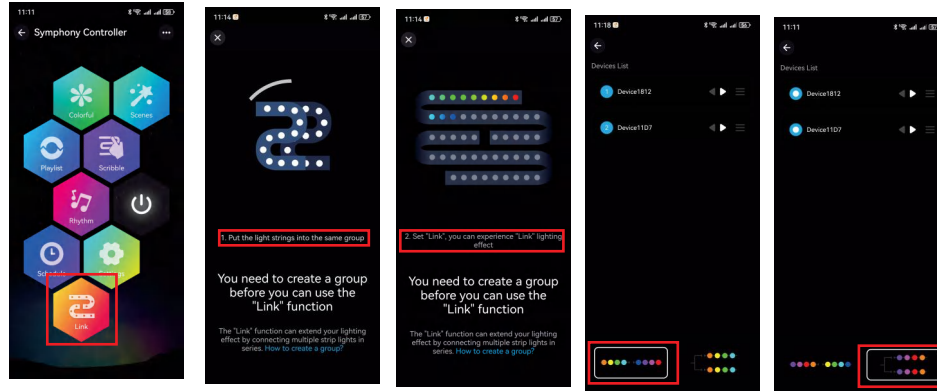 11:11
Symphony Controller
Colorful
Scenes
Playlist
Scribble
Rhythm
Schedule
Link
11:14
1. Put the light strings into the same group
You need to create a group
before you can use the
"Link" function
The "Link" function can extend your lighting
effect by connecting multiple strip lights in
series. How to create a group?
11:14
2. Set "Link", you can experience "Link" lighting
effect
You need to create a group
before you can use the
"Link" function
The "Link" function can extend your lighting
effect by connecting multiple strip lights in
series. How to create a group?
11:18
Devices List
1 Device1812
2 Device11D7
11:11
Devices List
Device1812
Device11D7